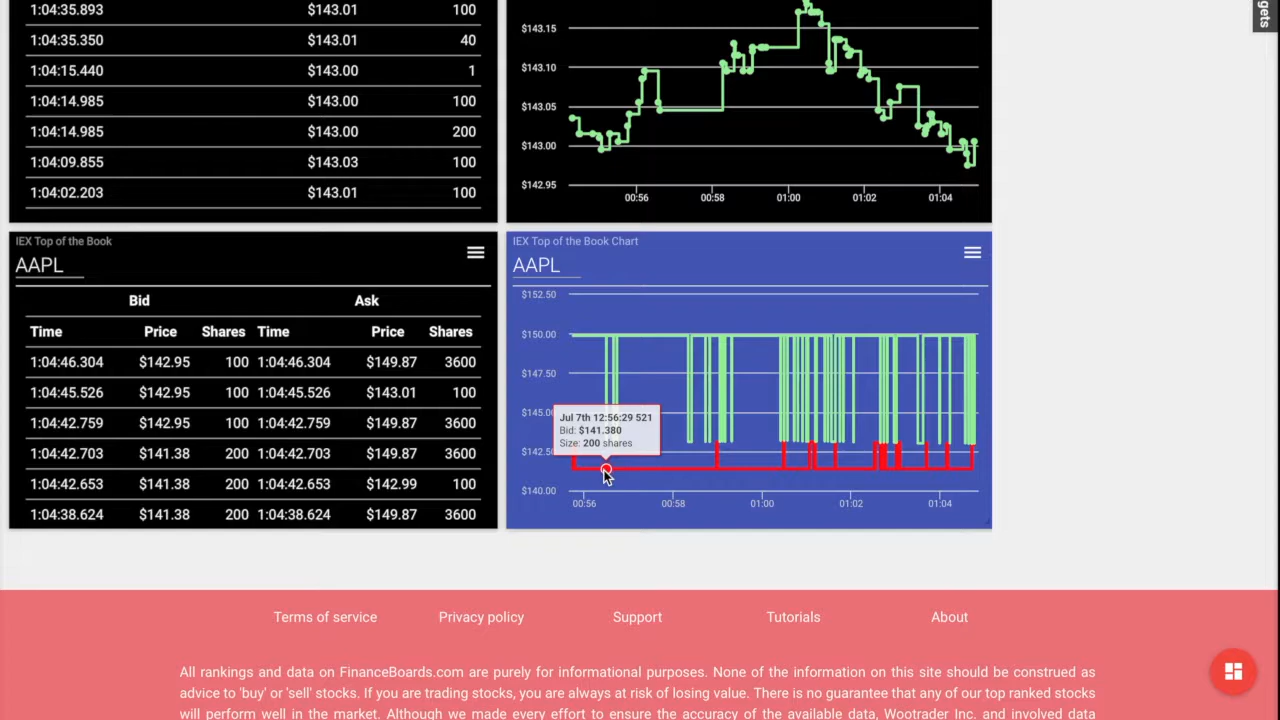 gets
1:04:35.893 $143.01 100
1:04:35.350 $143.01 40
1:04:15.440 $143.00 1
1:04:14.985 $143.00 100
1:04:14.985 $143.00 200
1:04:09.855 $143.03 100
1:04:02.203 $143.01 100
$143.15
$143.10
$143.05
$143.00
$142.95
00:56 00:58 01:00 01:02 01:04
IEX Top of the Book
AAPL
Bid Ask
Time Price Shares Time Price Shares
1:04:46.304 $142.95 100 1:04:46.304 $149.87 3600
1:04:45.526 $142.95 100 1:04:45.526 $143.01 100
1:04:42.759 $142.95 100 1:04:42.759 $149.87 3600
1:04:42.703 $141.38 200 1:04:42.703 $149.87 3600
1:04:42.653 $141.38 200 1:04:42.653 $142.99 100
1:04:38.624 $141.38 200 1:04:38.624 $149.87 3600
IEX Top of the Book Chart
AAPL
$152.50
$150.00
$147.50
$145.0
$142.50
$140.00
Jul 7th 12:56:29 521
Bid: $141.380
Size: 200 shares
00:56 00:58 01:00 01:02 01:04
Terms of service Privacy policy Support Tutorials About
All rankings and data on FinanceBoards.com are purely for informational purposes. None of the information on this site should be construed as
advice to 'buy' or 'sell' stocks. If you are trading stocks, you are always at risk of losing value. There is no guarantee that any of our top ranked stocks
will perform well in the market. Although we made every effort to ensure the accuracy of the available data, Wootrader Inc. and involved data